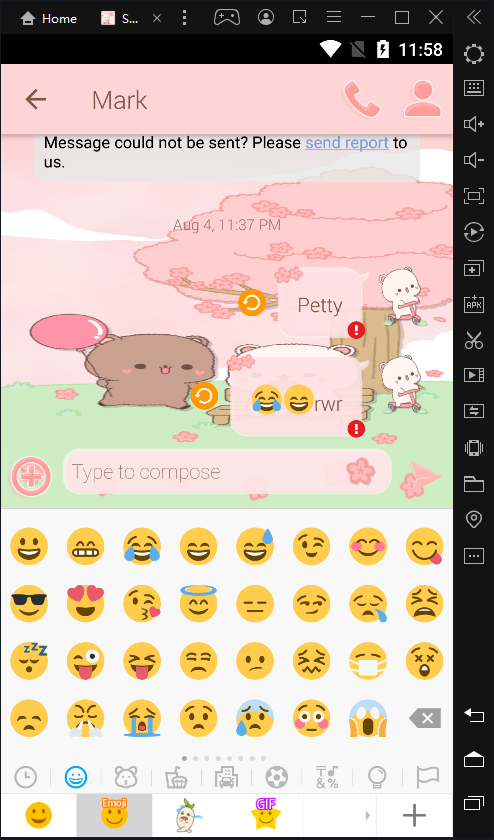 Home
S...
11:58
Mark
Message could not be sent? Please send report to
us.
Aug 4, 11:37 PM
Petty
😂😄rwr
Type to compose
zzz
T♪
&%
Emoji
GIF
APK